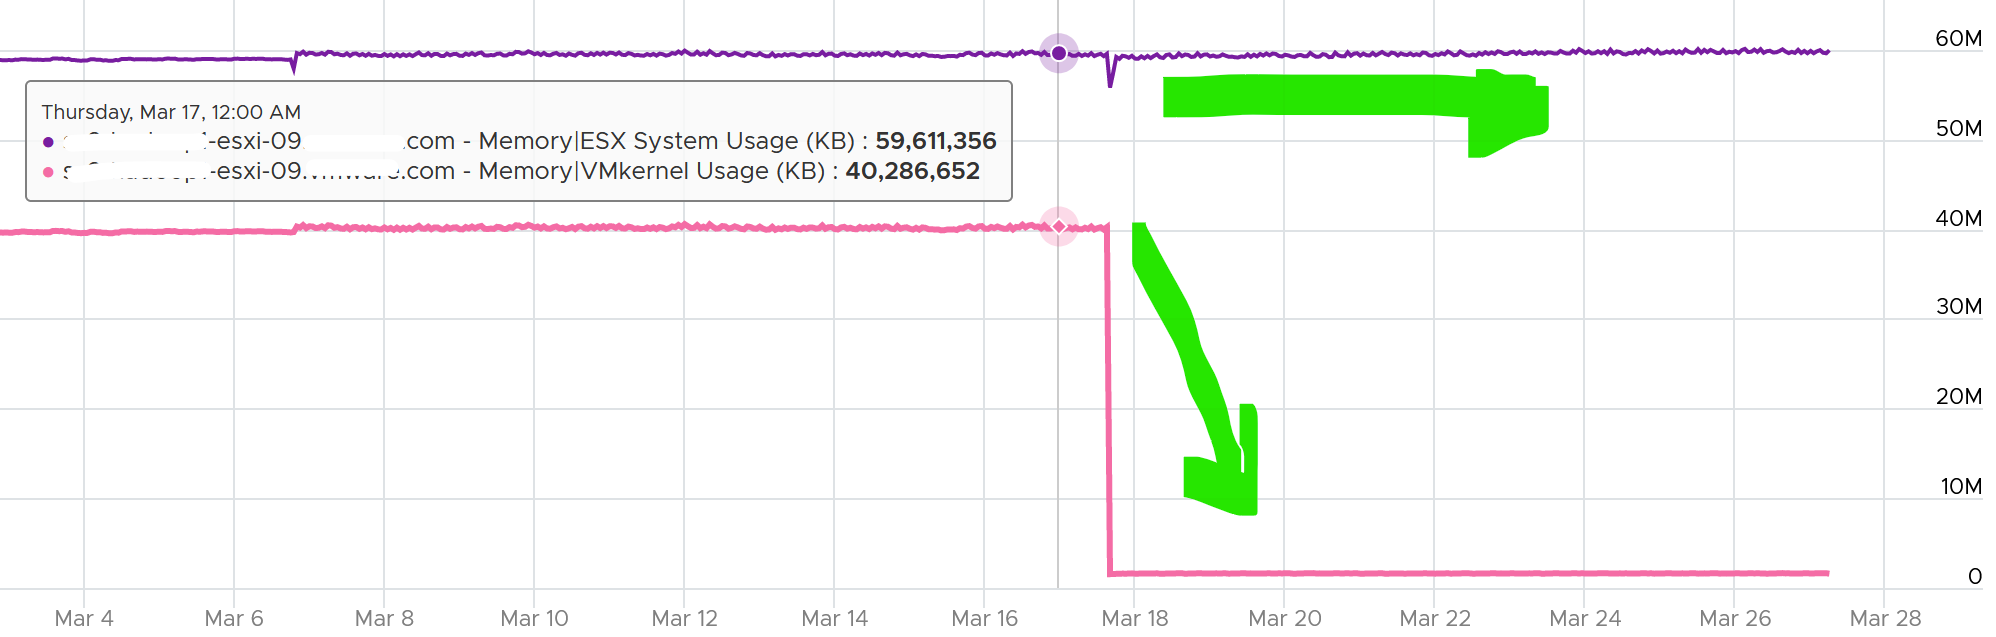 60M
Thursday, Mar 17, 12:00 AM
-esxi-09 .com - Memory|ESX System Usage (KB) : 59,611,356
50M
-esxi-09. .com - Memory|VMkernel Usage (KB) : 40,286,652
40M
30M
20M
10M
0
Mar 4 Mar 6 Mar 8 Mar 10 Mar 12 Mar 14 Mar 16 Mar 18 Mar 20 Mar 22 Mar 24 Mar 26 Mar 28